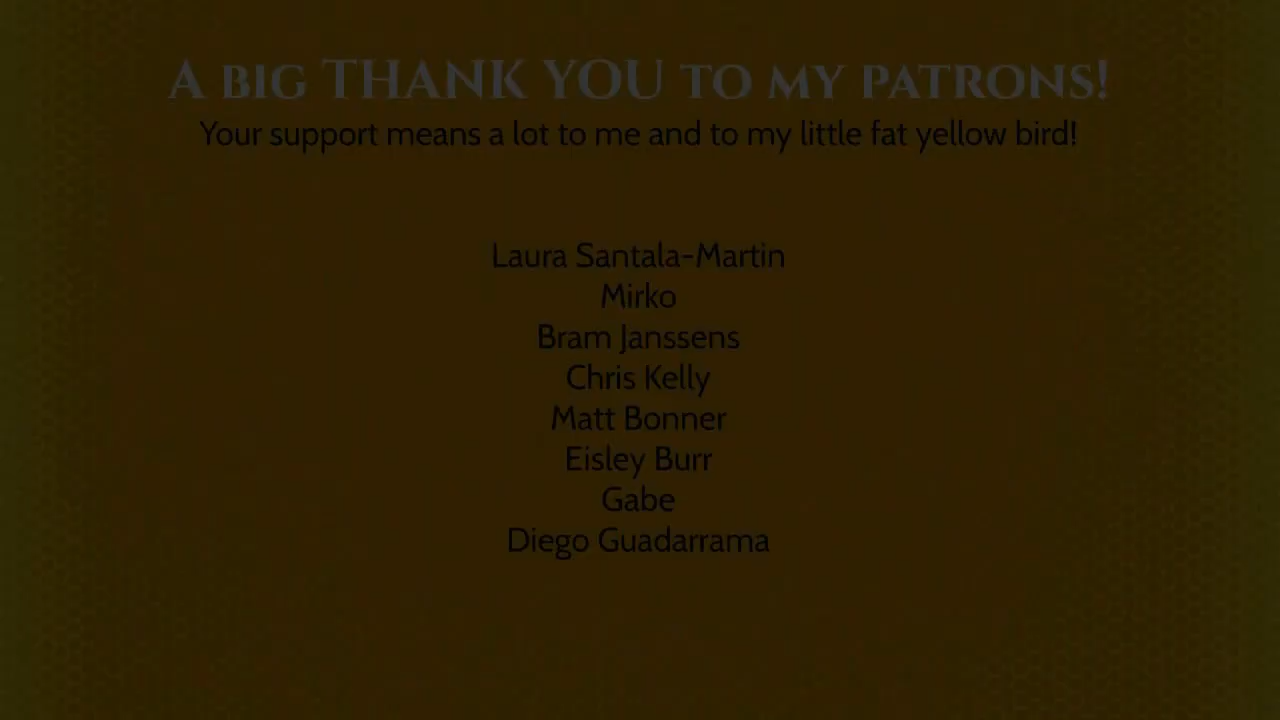 A BIG THANK YOU TO MY PATRONS!
Your support means a lot to me and to my little fat yellow bird!
Laura Santala-Martin
Mirko
Bram Janssens
Chris Kelly
Matt Bonner
Eisley Burr
Gabe
Diego Guadarrama